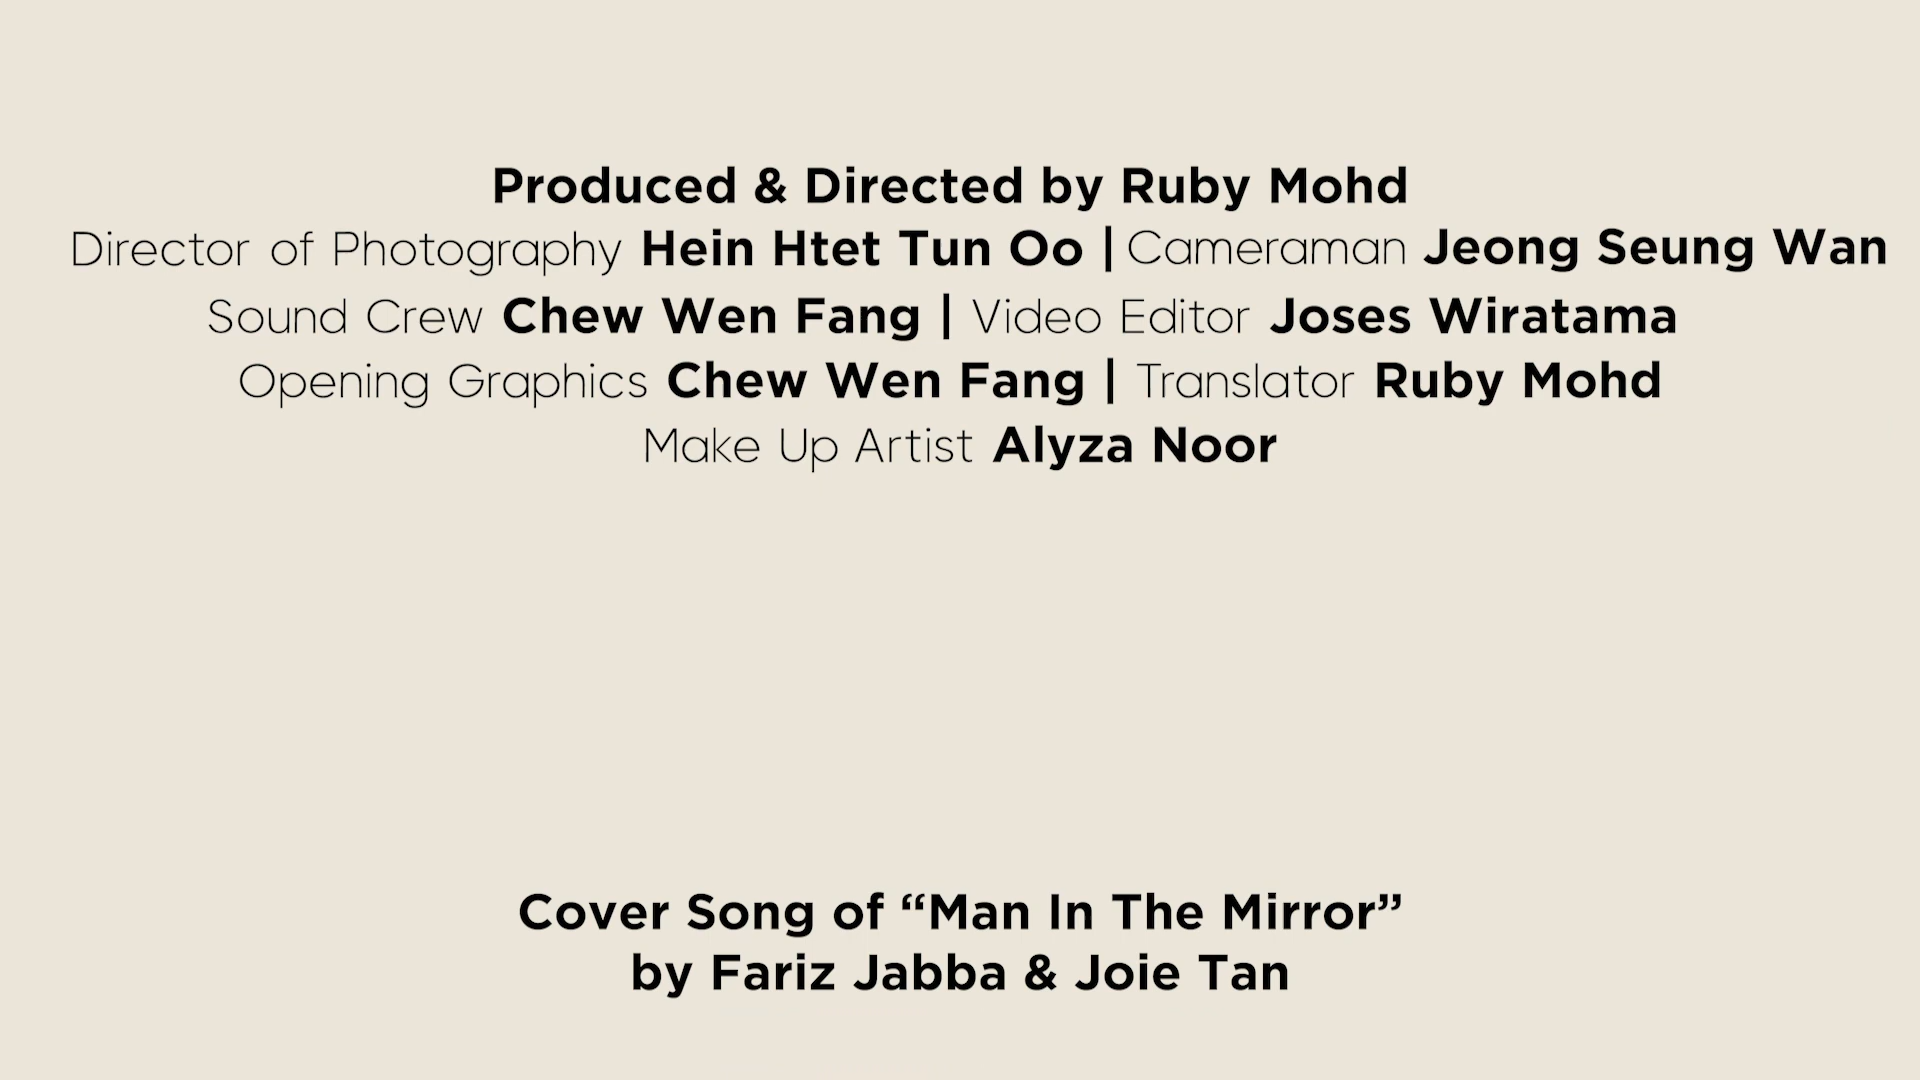 Produced & Directed by Ruby Mohd
Director of Photography Hein Htet Tun Oo | Cameraman Jeong Seung Wan
Sound Crew Chew Wen Fang | Video Editor Joses Wiratama
Opening Graphics Chew Wen Fang | Translator Ruby Mohd
Make Up Artist Alyza Noor
Cover Song of “Man In The Mirror”
by Fariz Jabba & Joie Tan